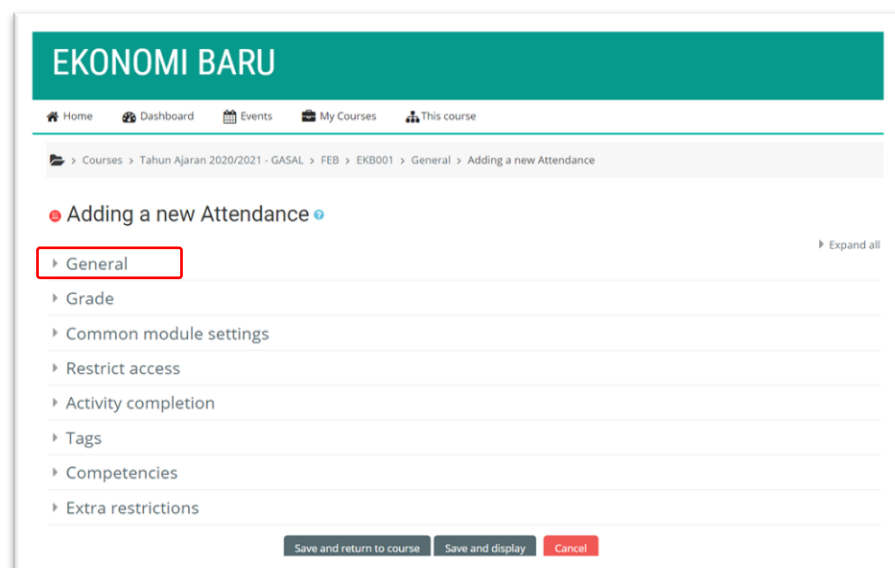 EKONOMI BARU
Home Dashboard Events My Courses This course
> Courses > Tahun Ajaran 2020/2021 - GASAL > FEB > EKB001 > General > Adding a new Attendance
Adding a new Attendance
Expand all
General
Grade
Common module settings
Restrict access
Activity completion
Tags
Competencies
Extra restrictions
Save and return to course Save and display Cancel